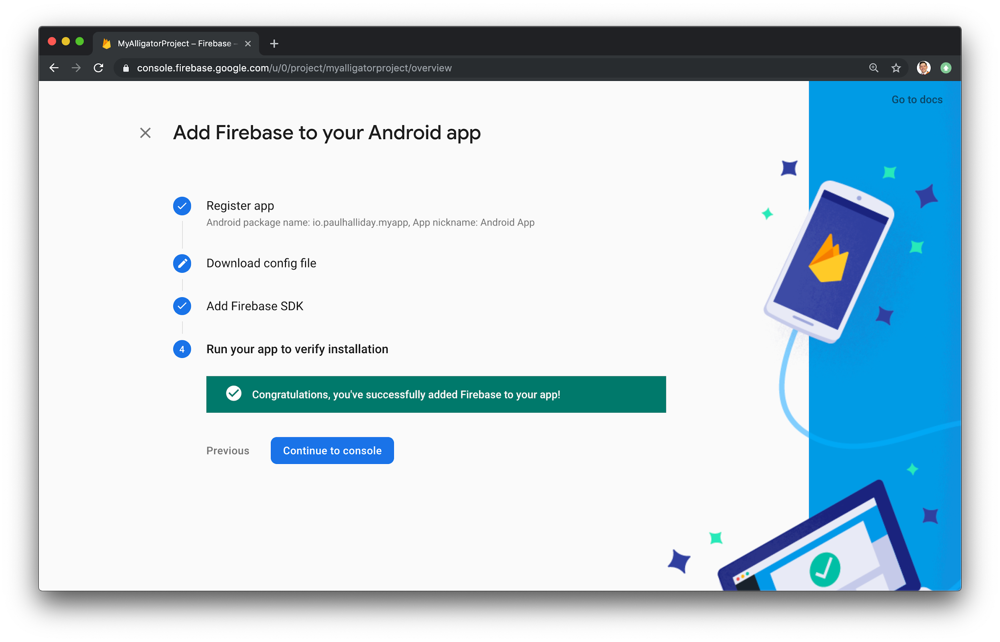 MyAlligatorProject – Firebase –
console.firebase.google.com/u/0/project/myalligatorproject/overview
Go to docs
Add Firebase to your Android app
Register app
Android package name: io.paulhalliday.myapp, App nickname: Android App
Download config file
Add Firebase SDK
4 Run your app to verify installation
Congratulations, you've successfully added Firebase to your app!
Previous Continue to console